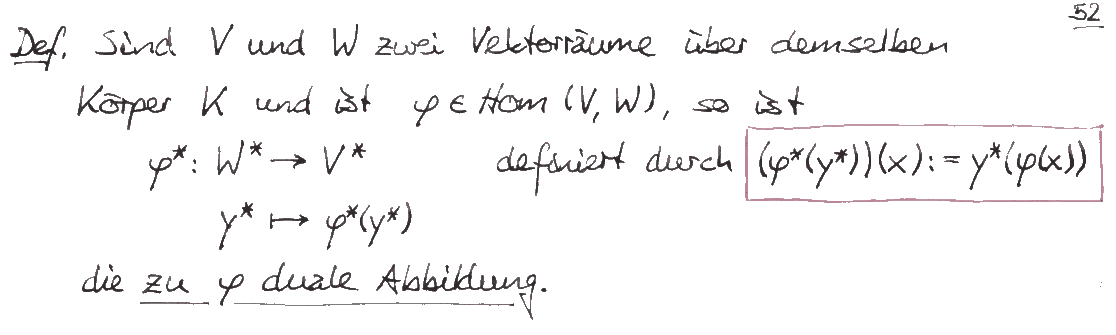 52
Def. Sind V und W zwei Vektorräume über demselben
Körper K und ist φ ∈ Hom (V, W), so ist
φ*: W* → V* definiert durch (φ*(y*))(x) := y*(φ(x))
y* ↦ φ*(y*)
die zu φ duale Abbildung.